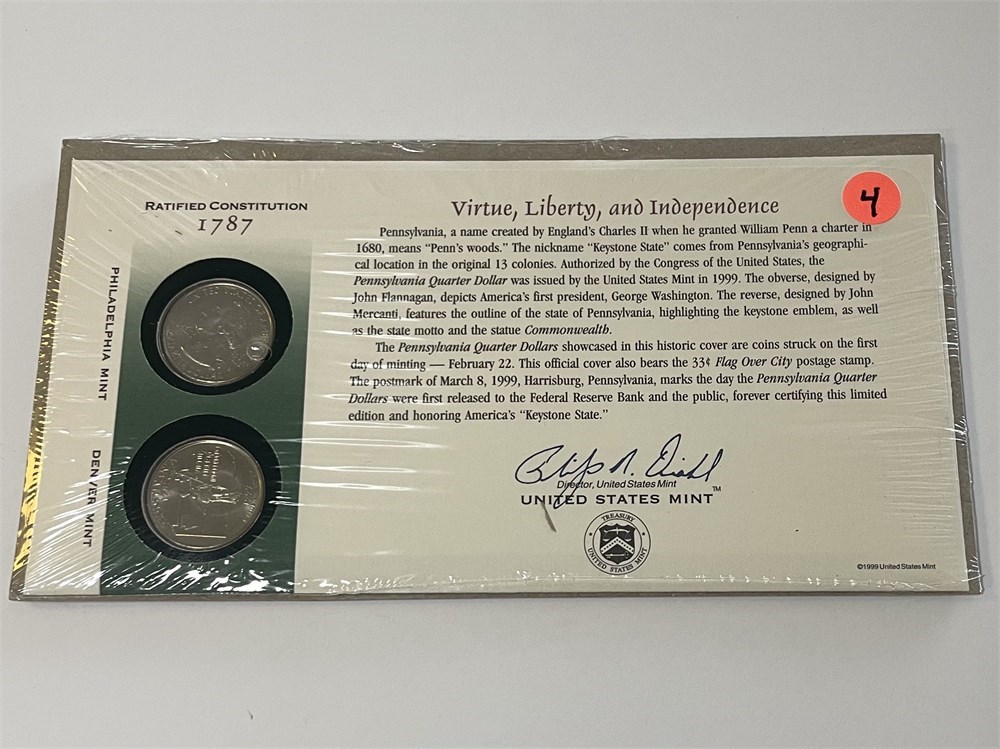 RATIFIED CONSTITUTION
1787
PHILADELPHIA MINT
DENVER MINT
4
Virtue, Liberty, and Independence
Pennsylvania, a name created by England's Charles II when he granted William Penn a charter in
1680, means “Penn's woods.” The nickname “Keystone State” comes from Pennsylvania's geographi-
cal location in the original 13 colonies. Authorized by the Congress of the United States, the
Pennsylvania Quarter Dollar was issued by the United States Mint in 1999. The obverse, designed by
John Flannagan, depicts America's first president, George Washington. The reverse, designed by John
Mercanti, features the outline of the state of Pennsylvania, highlighting the keystone emblem, as well
as the state motto and the statue Commonwealth.
The Pennsylvania Quarter Dollars showcased in this historic cover are coins struck on the first
day of minting — February 22. This official cover also bears the 33¢ Flag Over City postage stamp.
The postmark of March 8, 1999, Harrisburg, Pennsylvania, marks the day the Pennsylvania Quarter
Dollars were first released to the Federal Reserve Bank and the public, forever certifying this limited
edition and honoring America's “Keystone State.”
Director, United States Mint
UNITED STATES MINT™
TREASURY
UNITED STATES MINT
©1999 United States Mint